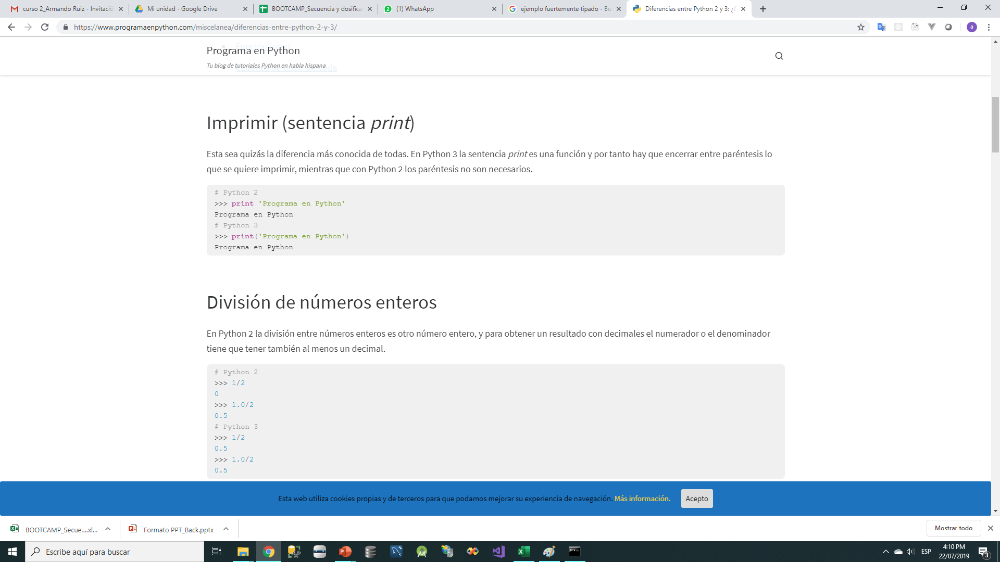 curso 2_Armando Ruiz - Invitació
Mi unidad - Google Drive
BOOTCAMP_Secuencia y dosifica
(1) WhatsApp
ejemplo fuertemente tipado - Bu
Diferencias entre Python 2 y 3: ¿C
https://www.programaenpython.com/miscelanea/diferencias-entre-python-2-y-3/
a
Programa en Python
Tu blog de tutoriales Python en habla hispana
Imprimir (sentencia print)
Esta sea quizás la diferencia más conocida de todas. En Python 3 la sentencia print es una función y por tanto hay que encerrar entre paréntesis lo
que se quiere imprimir, mientras que con Python 2 los paréntesis no son necesarios.
# Python 2
>>> print 'Programa en Python'
Programa en Python
# Python 3
>>> print('Programa en Python')
Programa en Python
División de números enteros
En Python 2 la división entre números enteros es otro número entero, y para obtener un resultado con decimales el numerador o el denominador
tiene que tener también al menos un decimal.
# Python 2
>>> 1/2
0
>>> 1.0/2
0.5
# Python 3
>>> 1/2
0.5
>>> 1.0/2
0.5
Esta web utiliza cookies propias y de terceros para que podamos mejorar su experiencia de navegación. Más información.
Acepto
BOOTCAMP_Secue....xl...
Formato PPT_Back.pptx
Mostrar todo
Escribe aquí para buscar
ESP
4:10 PM
22/07/2019
3